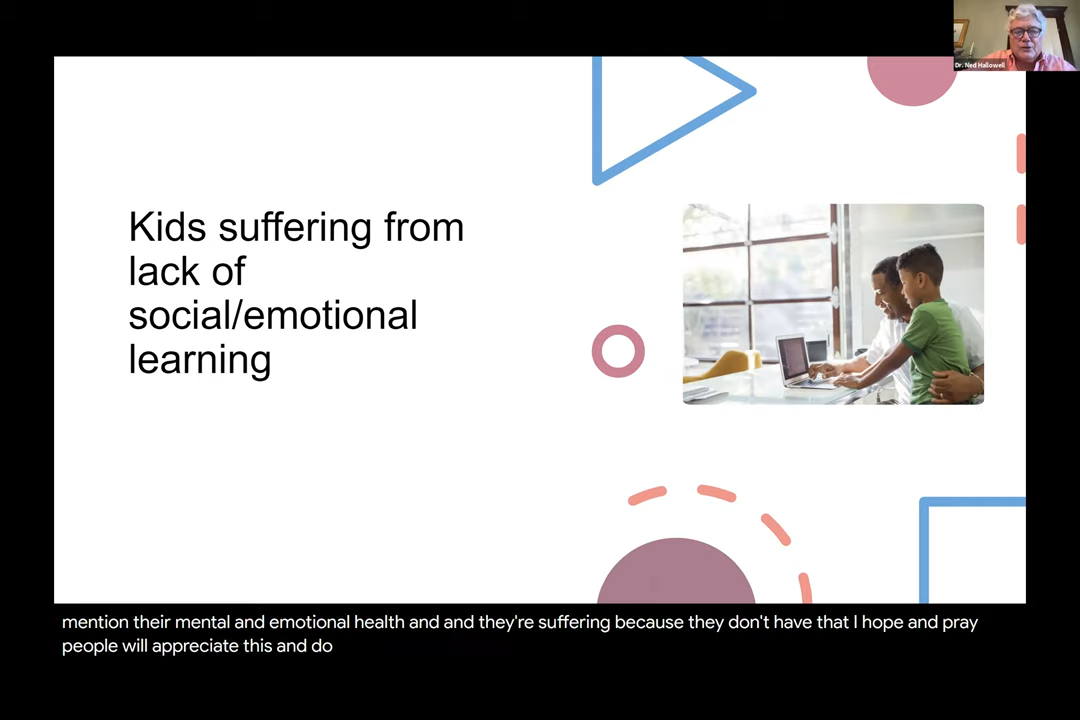 Dr. Ned Hallowell
Kids suffering from
lack of
social/emotional
learning
mention their mental and emotional health and and they're suffering because they don't have that I hope and pray
people will appreciate this and do